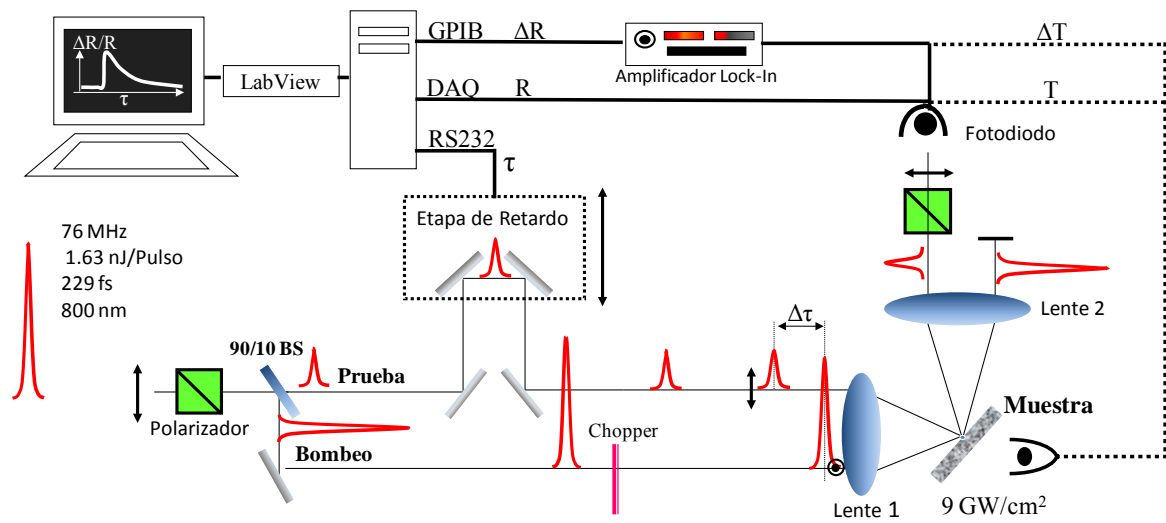 ΔR/R
τ
LabView
GPIB ΔR
DAQ R
RS232
τ
Amplificador Lock-In
ΔT
T
Fotodiodo
Etapa de Retardo
76 MHz
1.63 nJ/Pulso
229 fs
800 nm
90/10 BS
Prueba
Polarizador
Bombeo
Chopper
Δτ
Lente 1
Lente 2
Muestra
9 GW/cm²